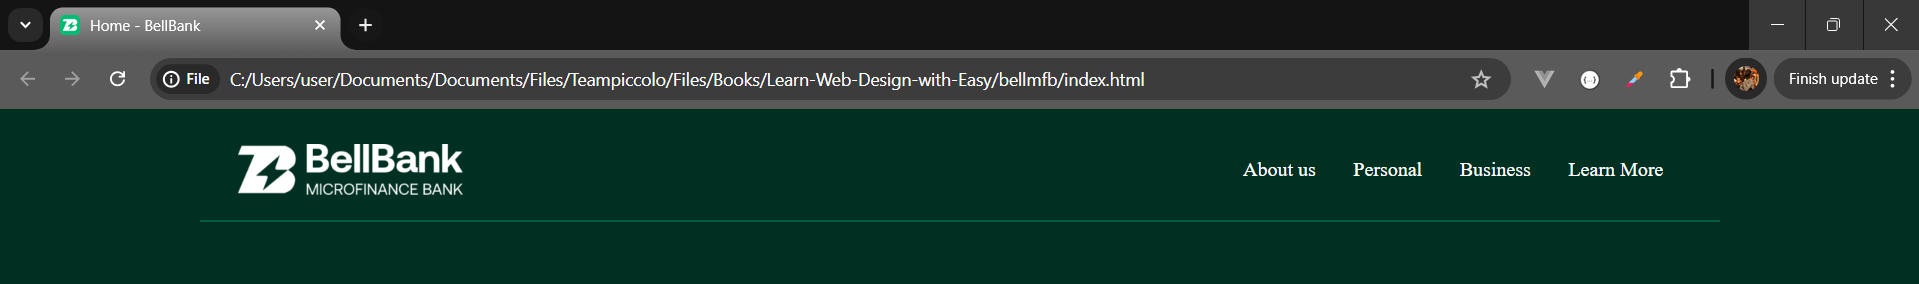 Home - BellBank
File C:/Users/user/Documents/Documents/Files/Teampiccolo/Files/Books/Learn-Web-Design-with-Easy/bellmfb/index.html Finish update
BellBank
MICROFINANCE BANK
About us Personal Business Learn More